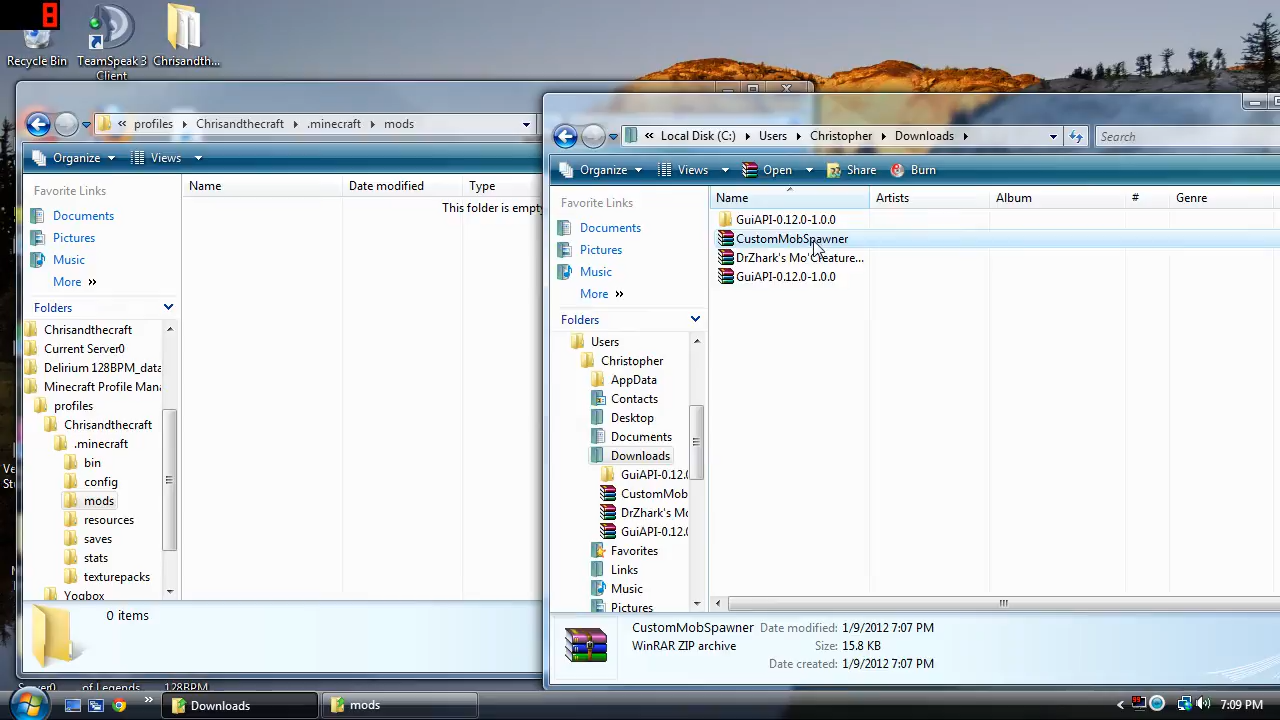 8
Recycle Bin
TeamSpeak 3
Client
Chrisandth...
profiles Chrisandthecraft .minecraft mods
Organize Views
Favorite Links
Documents
Pictures
Music
More »
Folders
Chrisandthecraft
Current Server0
Delirium 128BPM_data
Minecraft Profile Man
profiles
Chrisandthecraft
.minecraft
bin
config
mods
resources
saves
stats
texturepacks
Yogbox
Name Date modified Type
This folder is empty
0 items
Local Disk (C:) Users Christopher Downloads
Search
Organize Views Open Share Burn
Favorite Links
Documents
Pictures
Music
More »
Folders
Users
Christopher
AppData
Contacts
Desktop
Documents
Downloads
GuiAPI-0.12.0
CustomMob
DrZhark's Mo
GuiAPI-0.12.0
Favorites
Links
Music
Pictures
Name Artists Album # Genre
GuiAPI-0.12.0-1.0.0
CustomMobSpawner
DrZhark's Mo'Creature...
GuiAPI-0.12.0-1.0.0
CustomMobSpawner Date modified: 1/9/2012 7:07 PM
WinRAR ZIP archive Size: 15.8 KB
Date created: 1/9/2012 7:07 PM
Server0 of Legends 128BPM
Downloads mods 7:09 PM